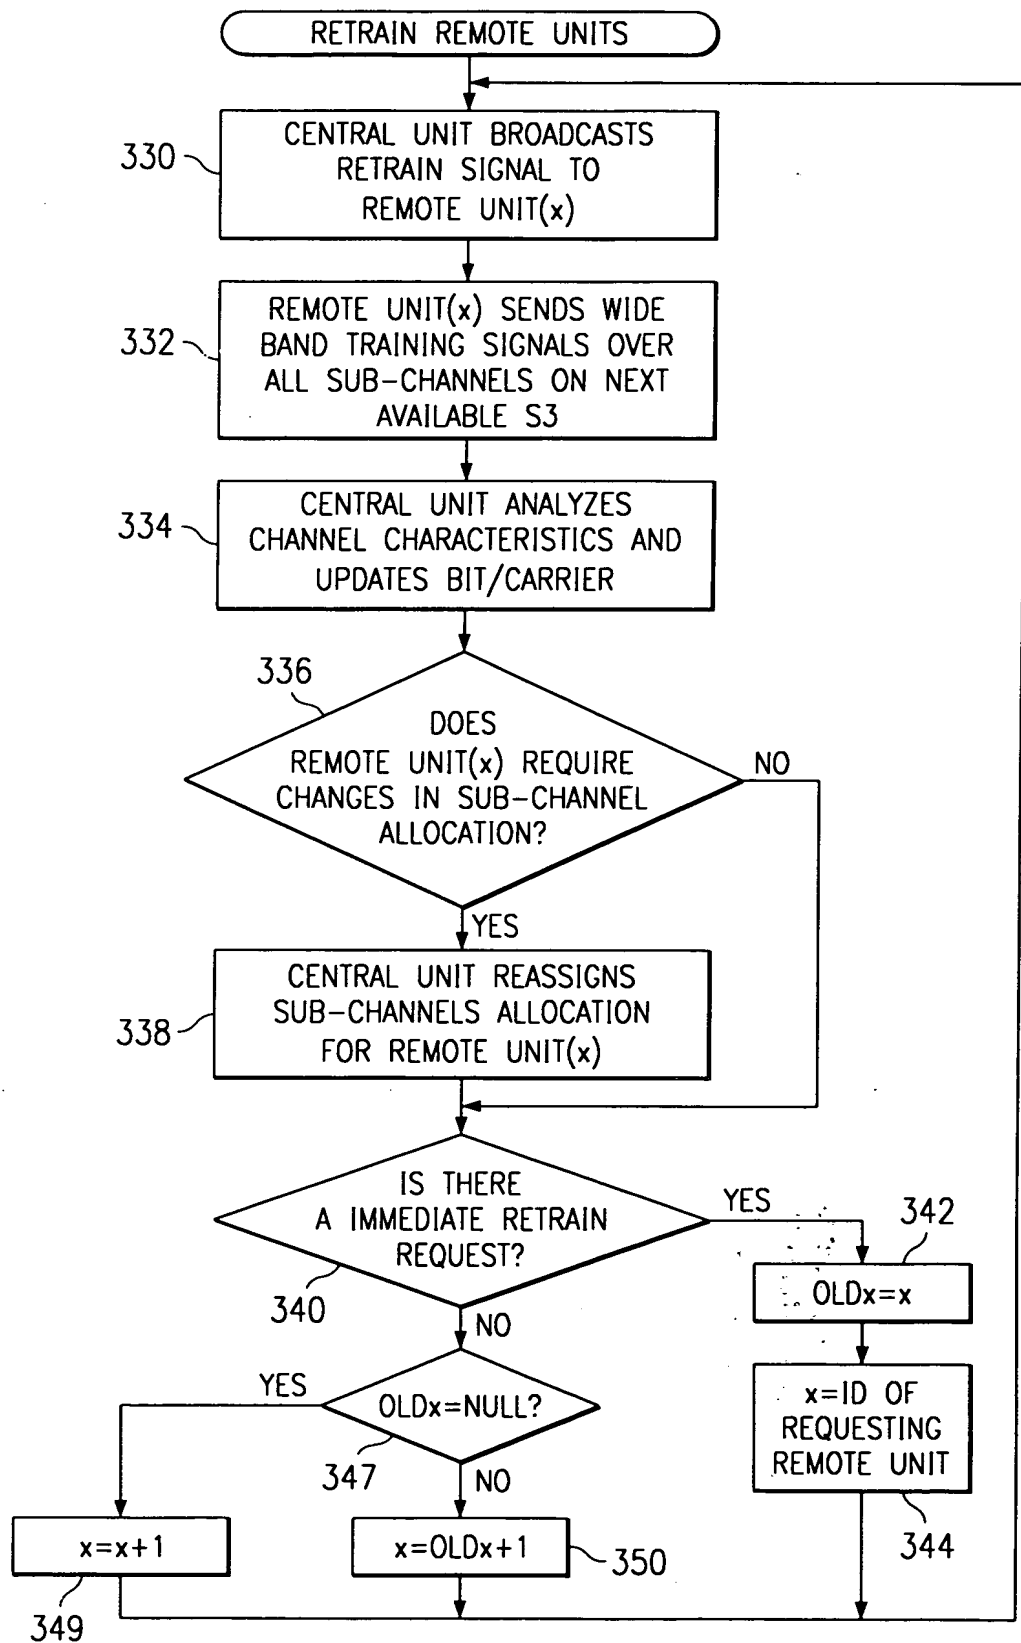 RETRAIN REMOTE UNITS
330
CENTRAL UNIT BROADCASTS
RETRAIN SIGNAL TO
REMOTE UNIT(x)
332
REMOTE UNIT(x) SENDS WIDE
BAND TRAINING SIGNALS OVER
ALL SUB-CHANNELS ON NEXT
AVAILABLE S3
334
CENTRAL UNIT ANALYZES
CHANNEL CHARACTERISTICS AND
UPDATES BIT/CARRIER
336
DOES
REMOTE UNIT(x) REQUIRE
CHANGES IN SUB-CHANNEL
ALLOCATION?
NO
YES
338
CENTRAL UNIT REASSIGNS
SUB-CHANNELS ALLOCATION
FOR REMOTE UNIT(x)
IS THERE
A IMMEDIATE RETRAIN
REQUEST?
340
YES
342
OLDx=x
NO
x=ID OF
REQUESTING
REMOTE UNIT
344
OLDx=NULL?
347
YES
NO
x=x+1
349
x=OLDx+1
350